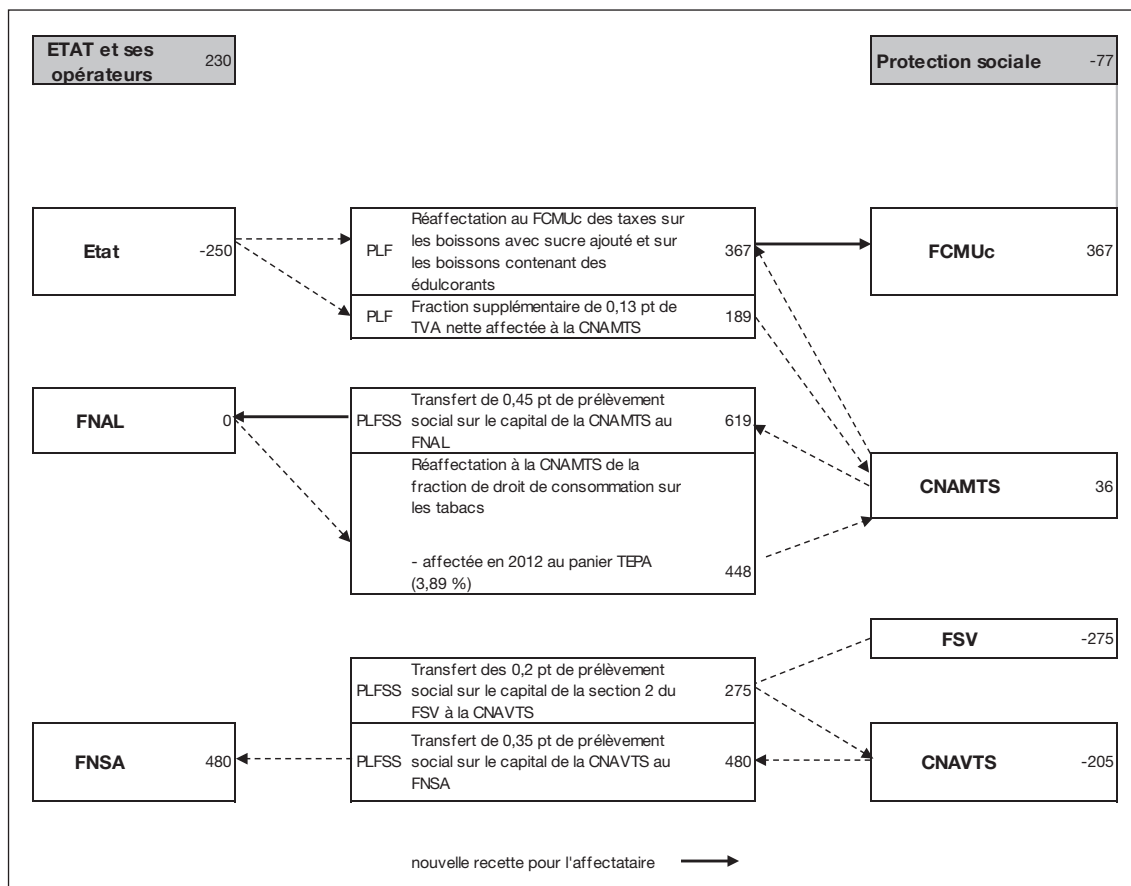 ETAT et ses
opérateurs
230
Protection sociale
-77
Etat
-250
PLF
Réaffectation au FCMUc des taxes sur
les boissons avec sucre ajouté et sur
les boissons contenant des
édulcorants
367
FCMUc
367
PLF
Fraction supplémentaire de 0,13 pt de
TVA nette affectée à la CNAMTS
189
FNAL
0
PLFSS
Transfert de 0,45 pt de prélèvement
social sur le capital de la CNAMTS au
FNAL
619
Réaffectation à la CNAMTS de la
fraction de droit de consommation sur
les tabacs
- affectée en 2012 au panier TEPA
(3,89 %)
448
CNAMTS
36
FSV
-275
PLFSS
Transfert des 0,2 pt de prélèvement
social sur le capital de la section 2 du
FSV à la CNAVTS
275
FNSA
480
PLFSS
Transfert de 0,35 pt de prélèvement
social sur le capital de la CNAVTS au
FNSA
480
CNAVTS
-205
nouvelle recette pour l'affectataire